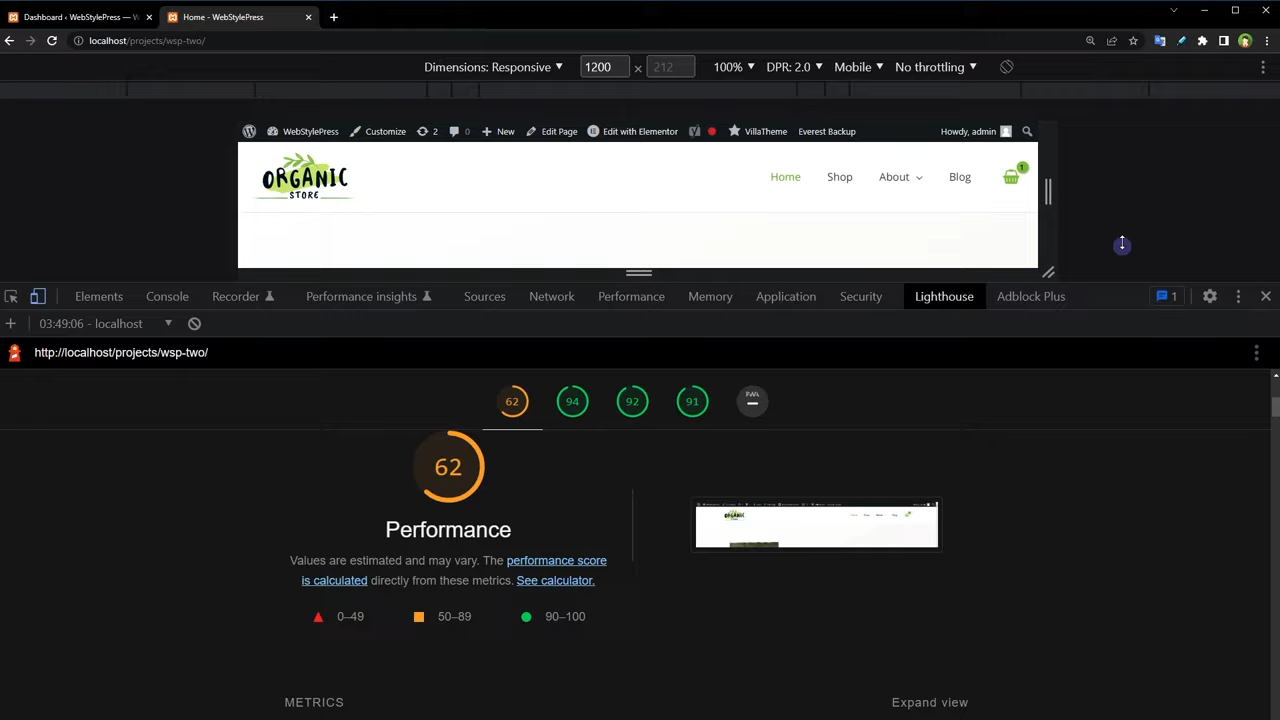 Dashboard ‹ WebStylePress — W
Home - WebStylePress
localhost/projects/wsp-two/
Dimensions: Responsive 1200 × 212 100% DPR: 2.0 Mobile No throttling
WebStylePress Customize 2 0 New Edit Page Edit with Elementor VillaTheme Everest Backup Howdy, admin
ORGANIC
STORE
Home Shop About Blog 1
Elements Console Recorder Performance insights Sources Network Performance Memory Application Security Lighthouse Adblock Plus 1
03:49:06 - localhost
http://localhost/projects/wsp-two/
62 94 92 91 PWA
62
Performance
Values are estimated and may vary. The performance score
is calculated directly from these metrics. See calculator.
0–49 50–89 90–100
METRICS Expand view